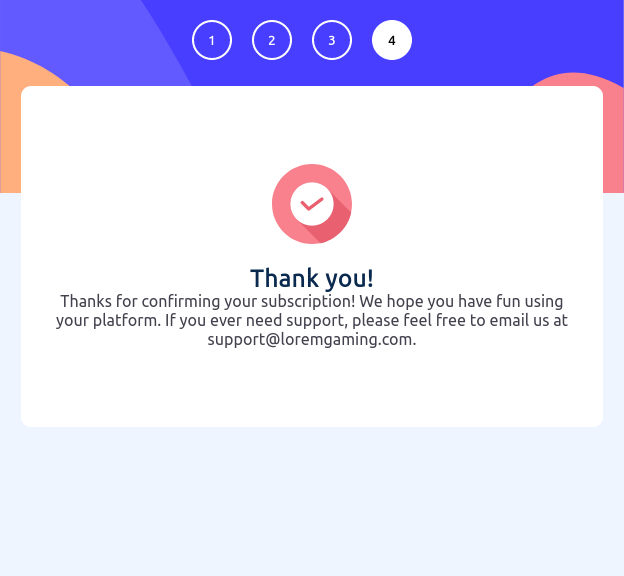 1 2 3 4
Thank you!
Thanks for confirming your subscription! We hope you have fun using
your platform. If you ever need support, please feel free to email us at
support@loremgaming.com.